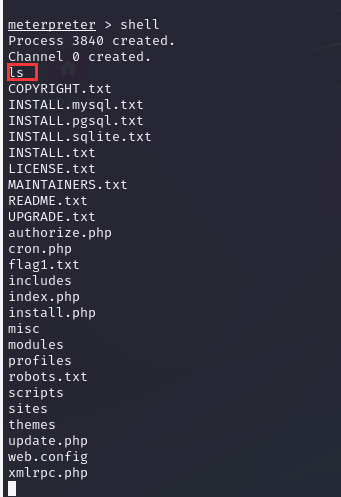 meterpreter > shell
Process 3840 created.
Channel 0 created.
ls
COPYRIGHT.txt
INSTALL.mysql.txt
INSTALL.pgsql.txt
INSTALL.sqlite.txt
INSTALL.txt
LICENSE.txt
MAINTAINERS.txt
README.txt
UPGRADE.txt
authorize.php
cron.php
flag1.txt
includes
index.php
install.php
misc
modules
profiles
robots.txt
scripts
sites
themes
update.php
web.config
xmlrpc.php